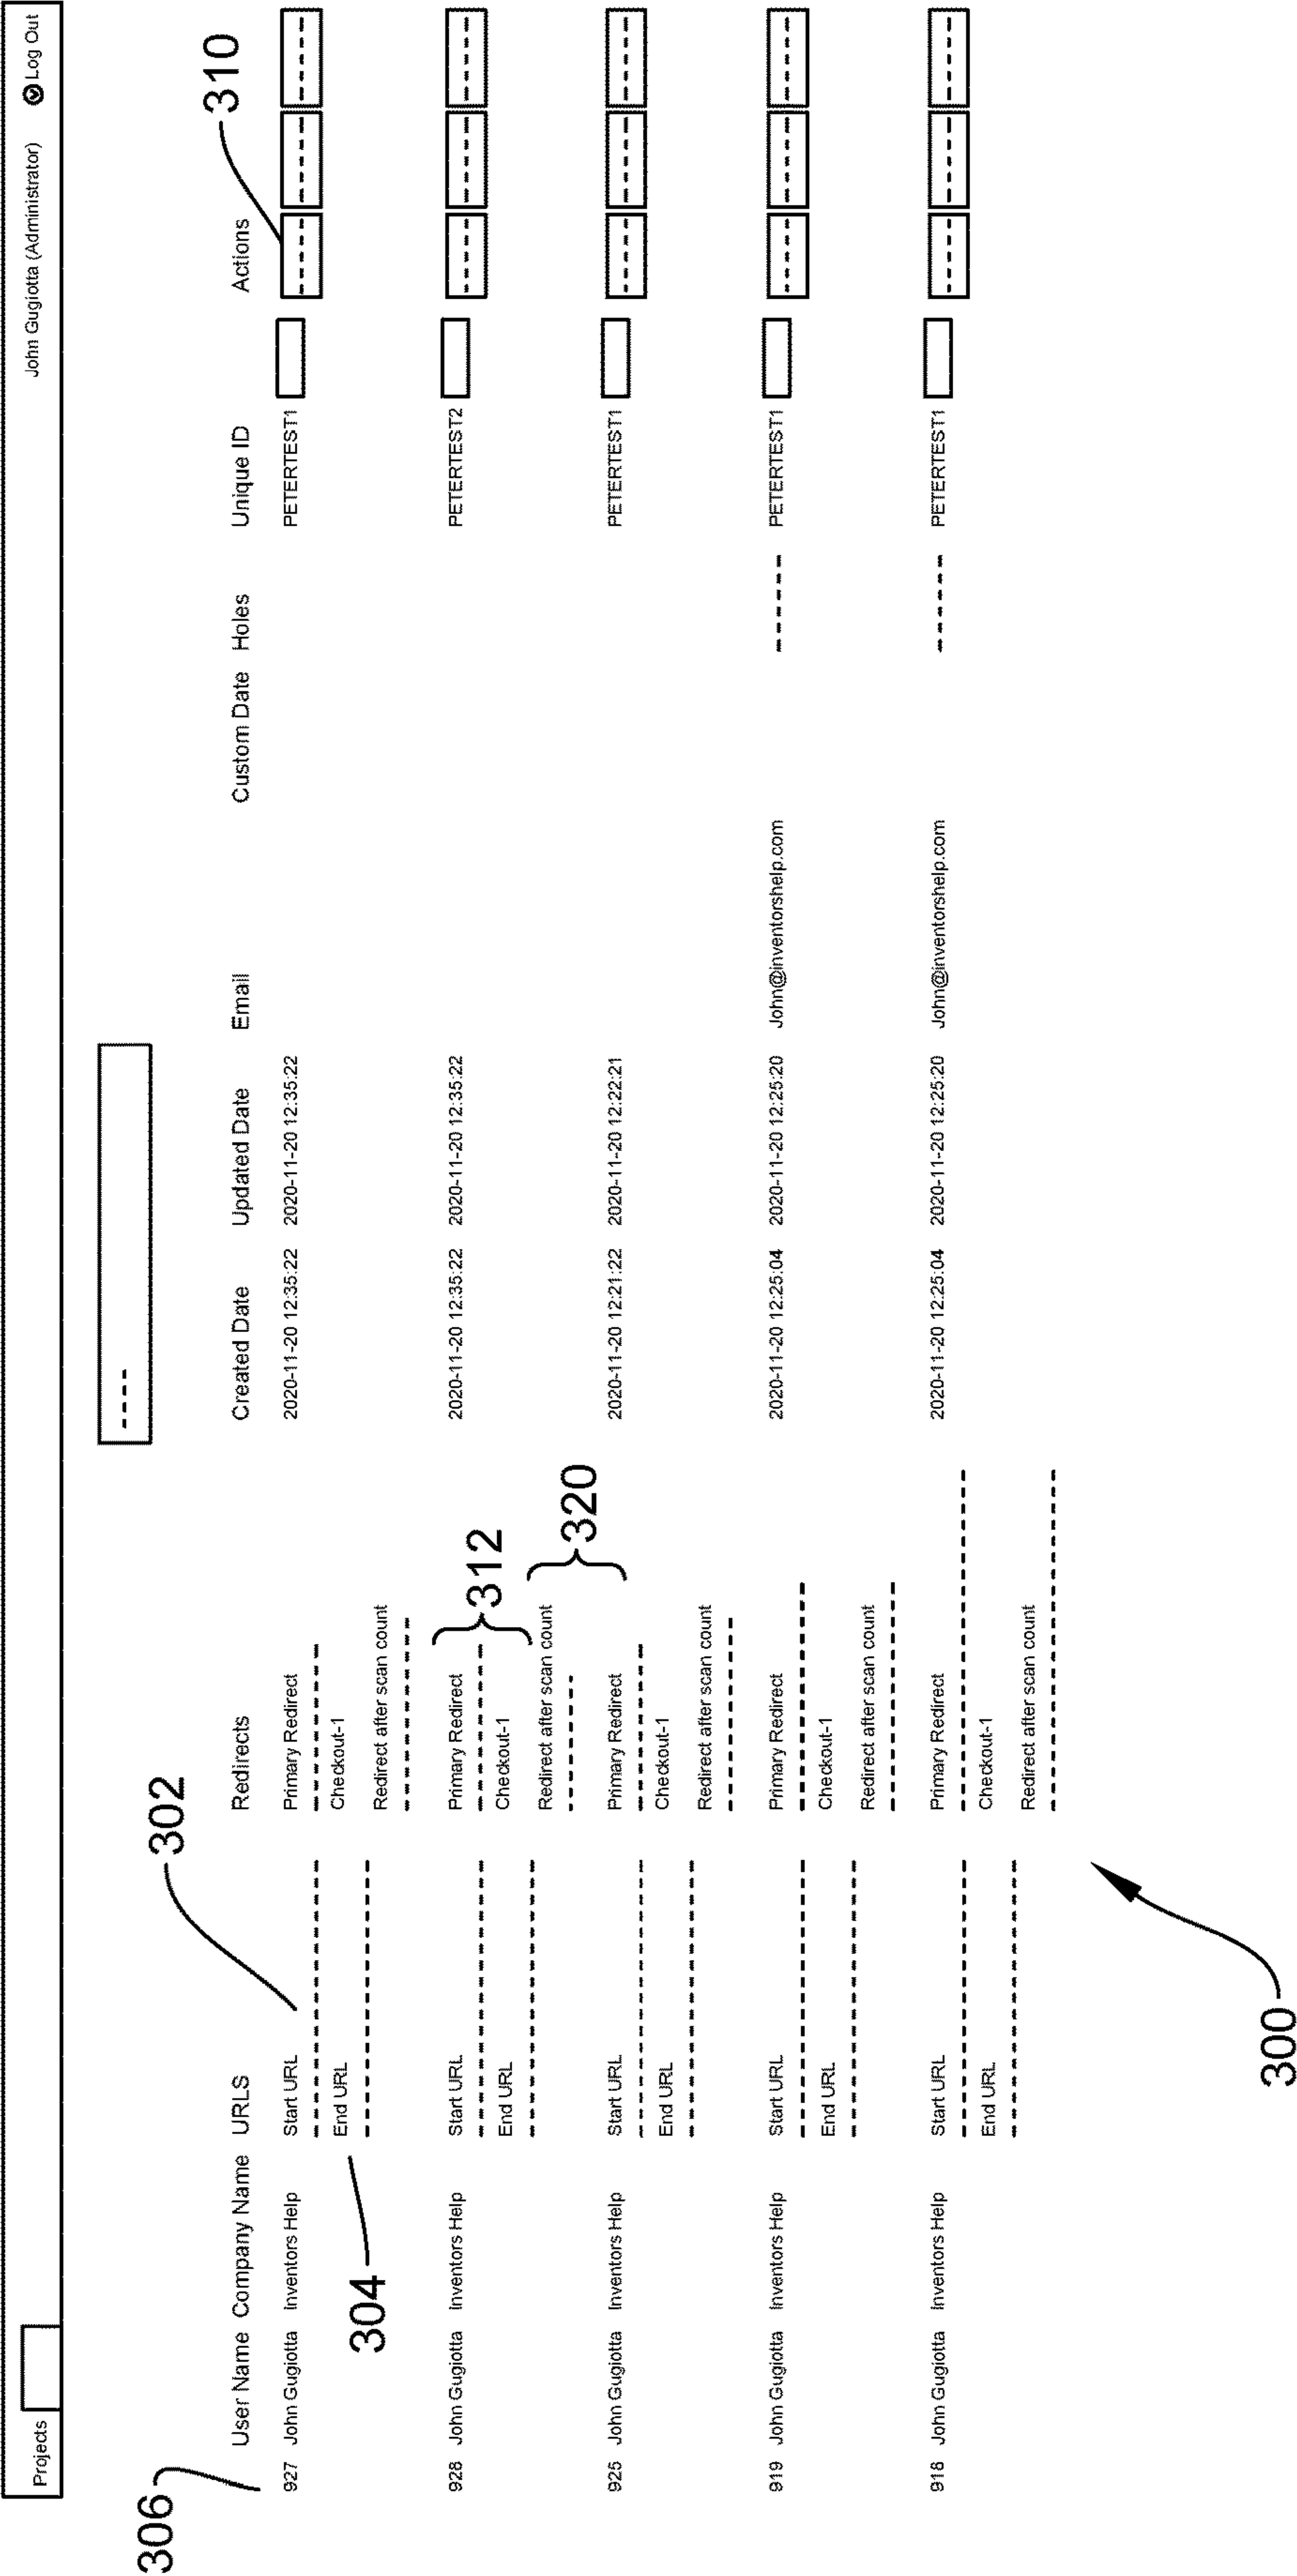 Projects John Gugiotta (Administrator) Log Out
306 302 310
User Name Company Name URLS Redirects Created Date Updated Date Email Custom Date Holes Unique ID Actions
927 John Gugiotta Inventors Help Start URL Primary Redirect 2020-11-20 12:35:22 2020-11-20 12:35:22 PETERTEST1
End URL Checkout-1
304 Redirect after scan count
928 John Gugiotta Inventors Help Start URL Primary Redirect 312 2020-11-20 12:35:22 2020-11-20 12:35:22 PETERTEST2
End URL Checkout-1
Redirect after scan count 320
925 John Gugiotta Inventors Help Start URL Primary Redirect 2020-11-20 12:21:22 2020-11-20 12:22:21 PETERTEST1
End URL Checkout-1
Redirect after scan count
919 John Gugiotta Inventors Help Start URL Primary Redirect 2020-11-20 12:25:04 2020-11-20 12:25:20 John@inventorshelp.com PETERTEST1
End URL Checkout-1
Redirect after scan count
918 John Gugiotta Inventors Help Start URL Primary Redirect 2020-11-20 12:25:04 2020-11-20 12:25:20 John@inventorshelp.com PETERTEST1
End URL Checkout-1
Redirect after scan count
300